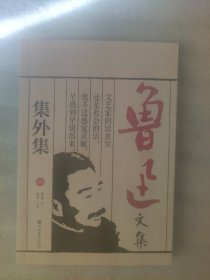 鲁迅
文集
文艺家的话其实
还是社会的话，
他不过感觉灵敏，
早感到早说出来。
集外集